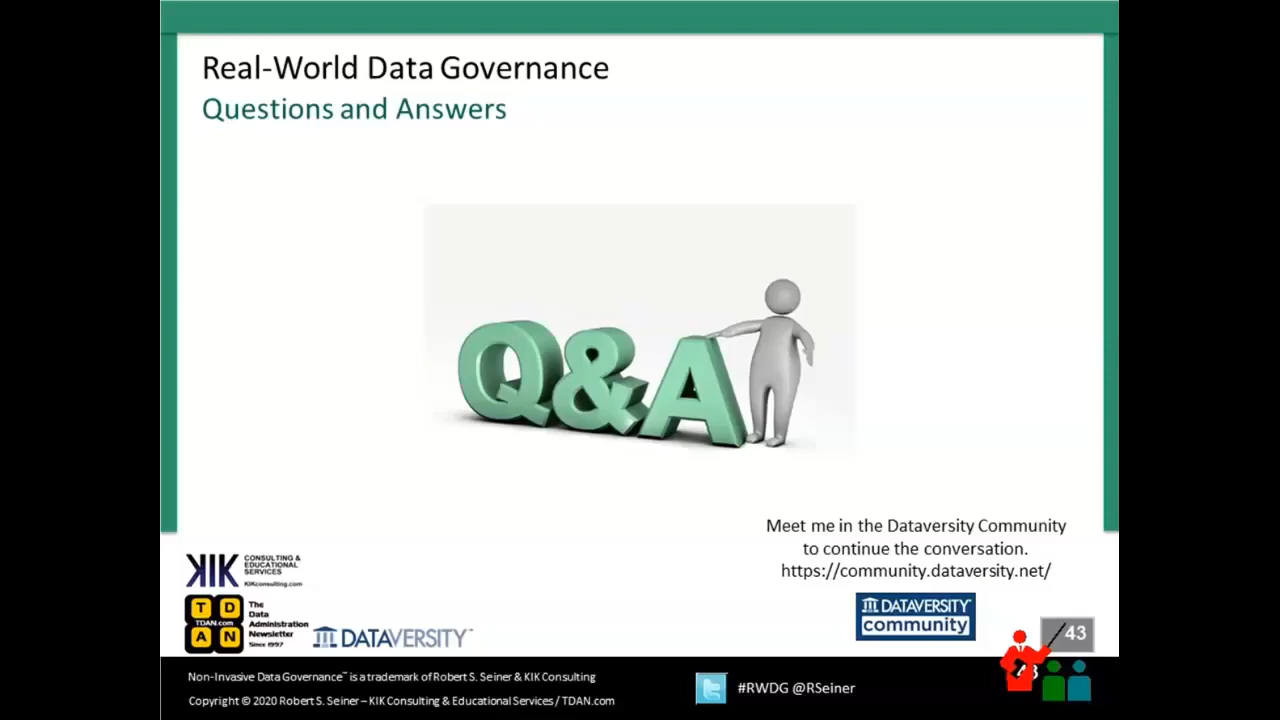 Real-World Data Governance
Questions and Answers
Q&A
Meet me in the Dataversity Community
to continue the conversation.
https://community.dataversity.net/
KIK
CONSULTING &
EDUCATIONAL
SERVICES
KIKconsulting.com
T D
TDAN.com
A N
The
Data
Administration
Newsletter
Since 1997
DATAVERSITY™
DATAVERSITY™
community
43
Non-Invasive Data Governance™ is a trademark of Robert S. Seiner & KIK Consulting
Copyright © 2020 Robert S. Seiner – KIK Consulting & Educational Services / TDAN.com
#RWDG @RSeiner